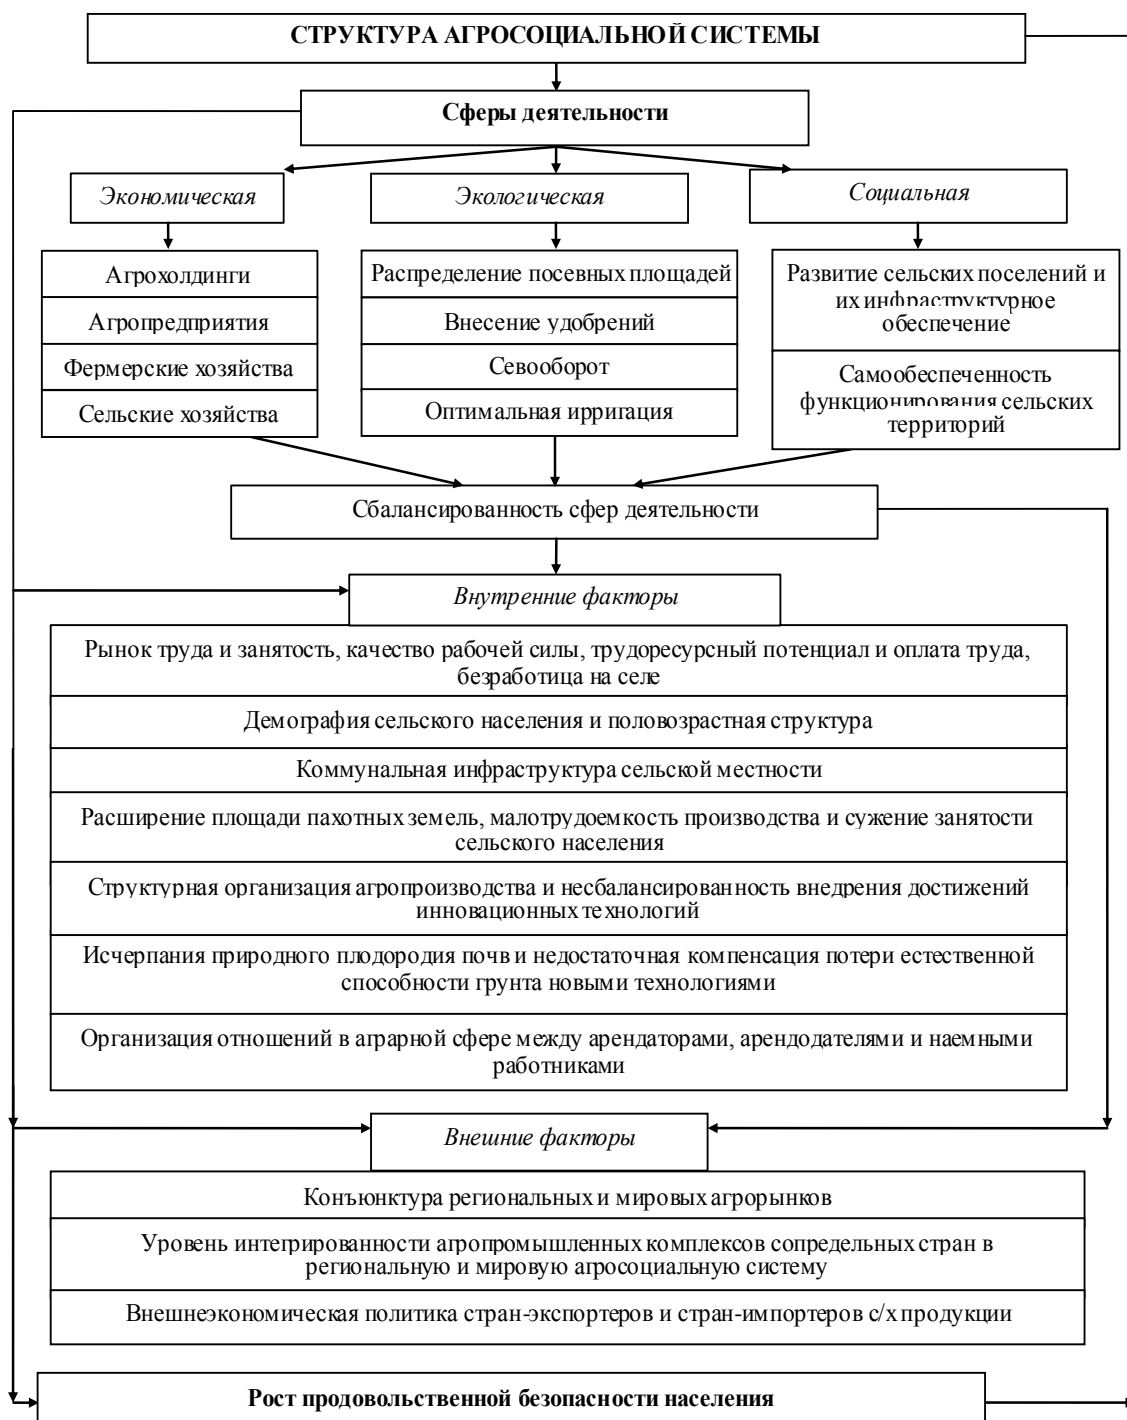 СТРУКТУРА АГРОСОЦИАЛЬНОЙ СИСТЕМЫ
Сферы деятельности
Экономическая
Экологическая
Социальная
Агрохолдинги
Агропредприятия
Фермерские хозяйства
Сельские хозяйства
Распределение посевных площадей
Внесение удобрений
Севооборот
Оптимальная ирригация
Развитие сельских поселений и
их инфраструктурное
обеспечение
Самообеспеченность
функционирования сельских
территорий
Сбалансированность сфер деятельности
Внутренние факторы
Рынок труда и занятость, качество рабочей силы, трудоресурсный потенциал и оплата труда,
безработица на селе
Демография сельского населения и половозрастная структура
Коммунальная инфраструктура сельской местности
Расширение площади пахотных земель, малотрудоемкость производства и сужение занятости
сельского населения
Структурная организация агропроизводства и несбалансированность внедрения достижений
инновационных технологий
Исчерпания природного плодородия почв и недостаточная компенсация потери естественной
способности грунта новыми технологиями
Организация отношений в аграрной сфере между арендаторами, арендодателями и наемными
работниками
Внешние факторы
Конъюнктура региональных и мировых агрорынков
Уровень интегрированности агропромышленных комплексов сопредельных стран в
региональную и мировую агросоциальную систему
Внешнеэкономическая политика стран-экспортеров и стран-импортеров с/х продукции
Рост продовольственной безопасности населения